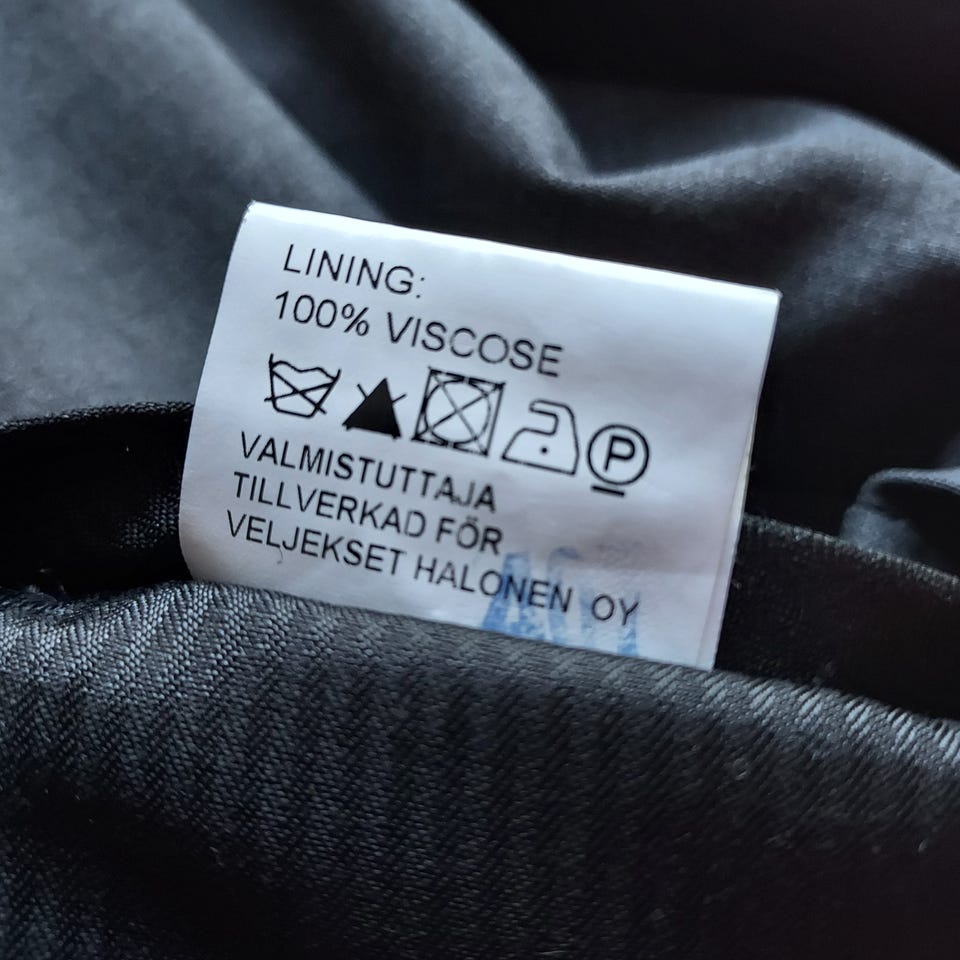 LINING:
100% VISCOSE
P
VALMISTUTTAJA
TILLVERKAD FÖR
VELJEKSET HALONEN OY